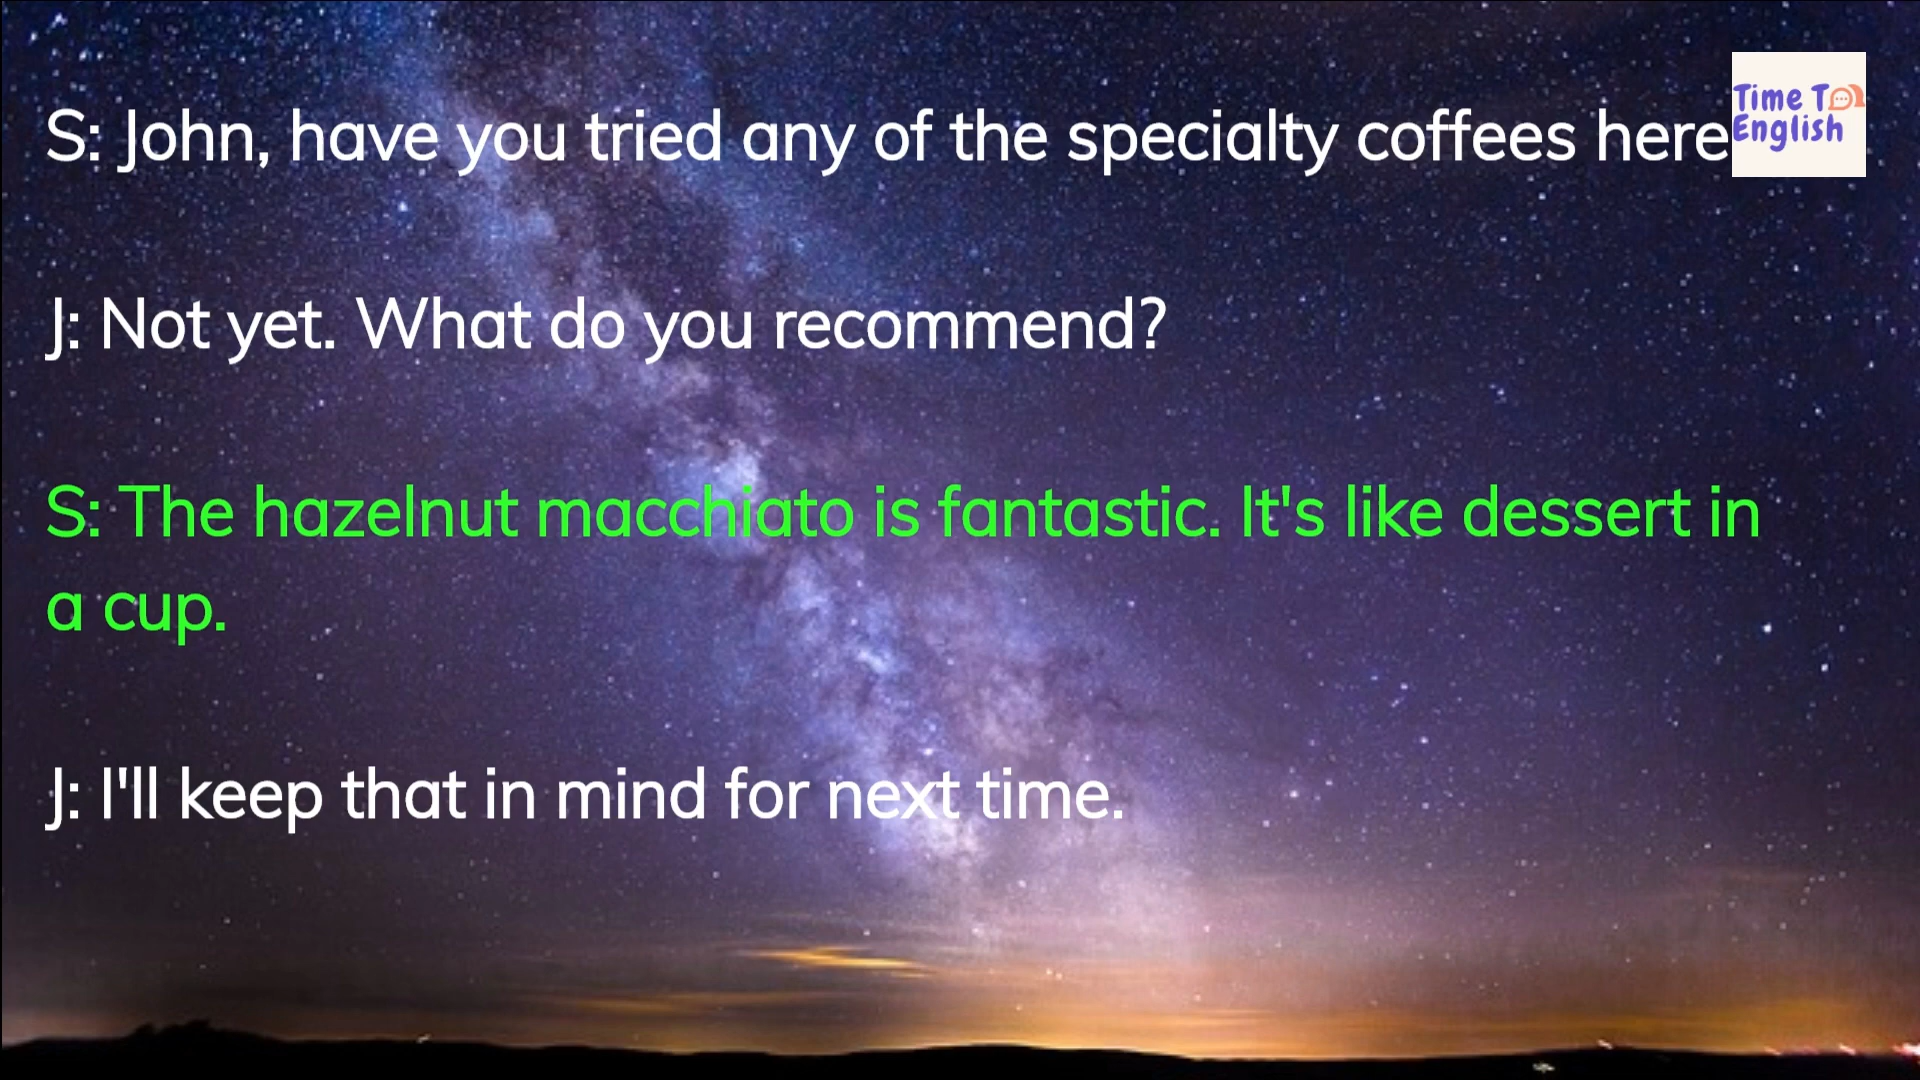 S: John, have you tried any of the specialty coffees here
Time To
English
J: Not yet. What do you recommend?
S: The hazelnut macchiato is fantastic. It's like dessert in
a cup.
J: I'll keep that in mind for next time.